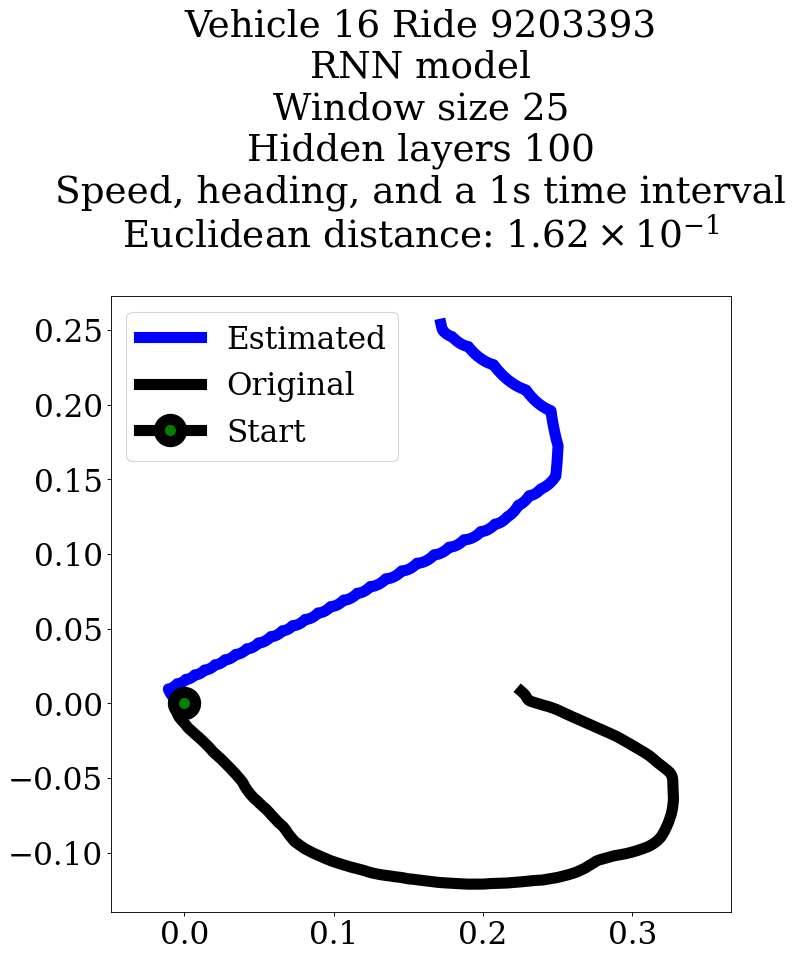 Vehicle 16 Ride 9203393
RNN model
Window size 25
Hidden layers 100
Speed, heading, and a 1s time interval
Euclidean distance: 1.62 × 10⁻¹
Estimated
Original
Start
0.25
0.20
0.15
0.10
0.05
0.00
−0.05
−0.10
0.0 0.1 0.2 0.3